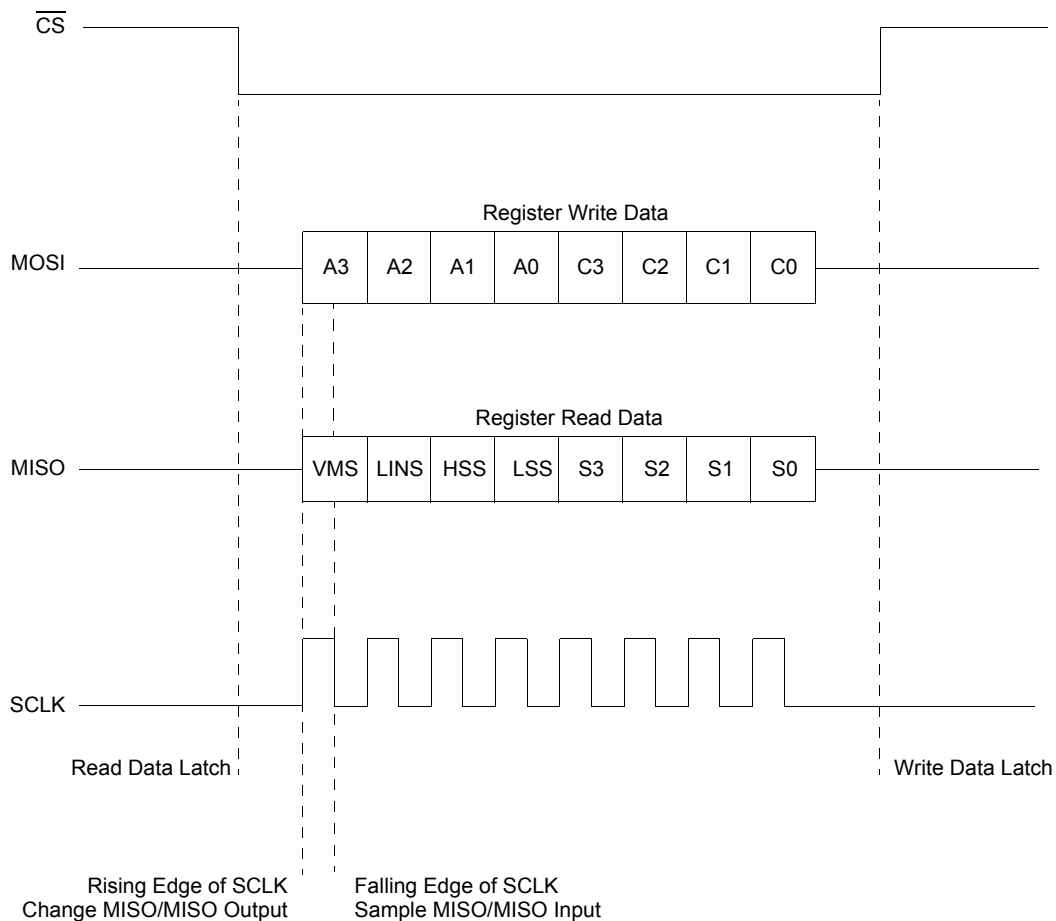 CS
Register Write Data
MOSI
A3 A2 A1 A0 C3 C2 C1 C0
Register Read Data
MISO
VMS LINS HSS LSS S3 S2 S1 S0
SCLK
Read Data Latch
Write Data Latch
Rising Edge of SCLK
Change MISO/MISO Output
Falling Edge of SCLK
Sample MISO/MISO Input